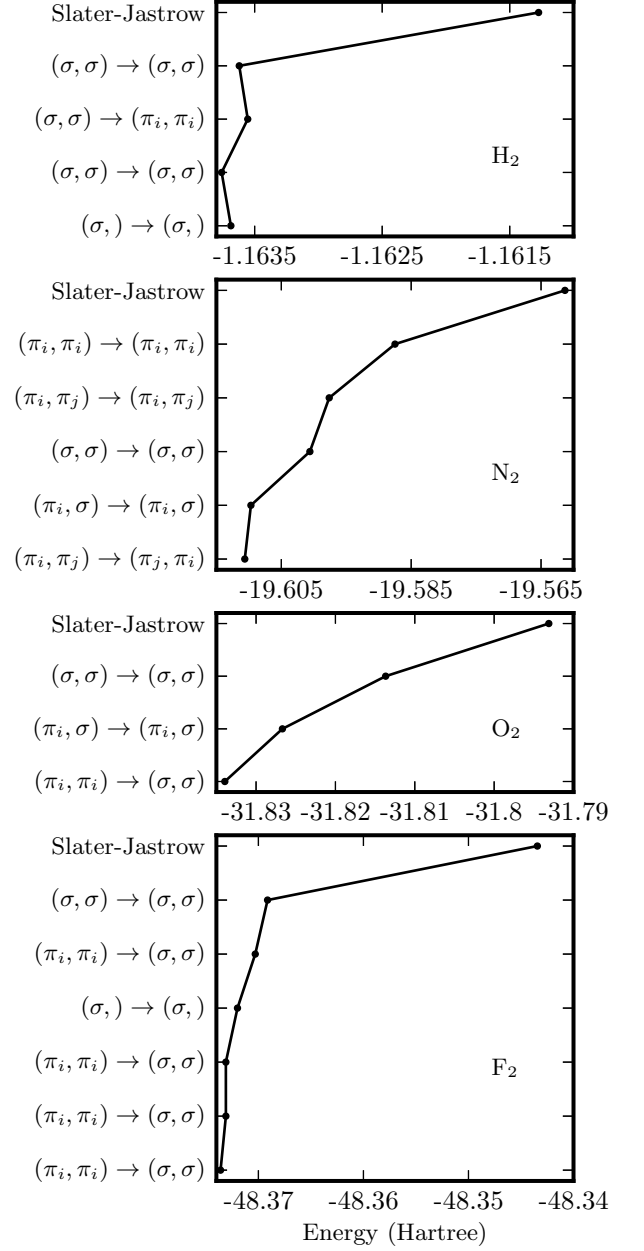 Slater-Jastrow
(σ, σ) → (σ, σ)
(σ, σ) → (π_i, π_i)
(σ, σ) → (σ, σ)
(σ, ) → (σ, )
H₂
-1.1635 -1.1625 -1.1615
Slater-Jastrow
(π_i, π_i) → (π_i, π_i)
(π_i, π_j) → (π_i, π_j)
(σ, σ) → (σ, σ)
N₂
(π_i, σ) → (π_i, σ)
(π_i, π_j) → (π_j, π_i)
-19.605 -19.585 -19.565
Slater-Jastrow
(σ, σ) → (σ, σ)
(π_i, σ) → (π_i, σ)
O₂
(π_i, π_i) → (σ, σ)
-31.83 -31.82 -31.81 -31.8 -31.79
Slater-Jastrow
(σ, σ) → (σ, σ)
(π_i, π_i) → (σ, σ)
(σ, ) → (σ, )
(π_i, π_i) → (σ, σ)
F₂
(π_i, π_i) → (σ, σ)
(π_i, π_i) → (σ, σ)
-48.37 -48.36 -48.35 -48.34
Energy (Hartree)